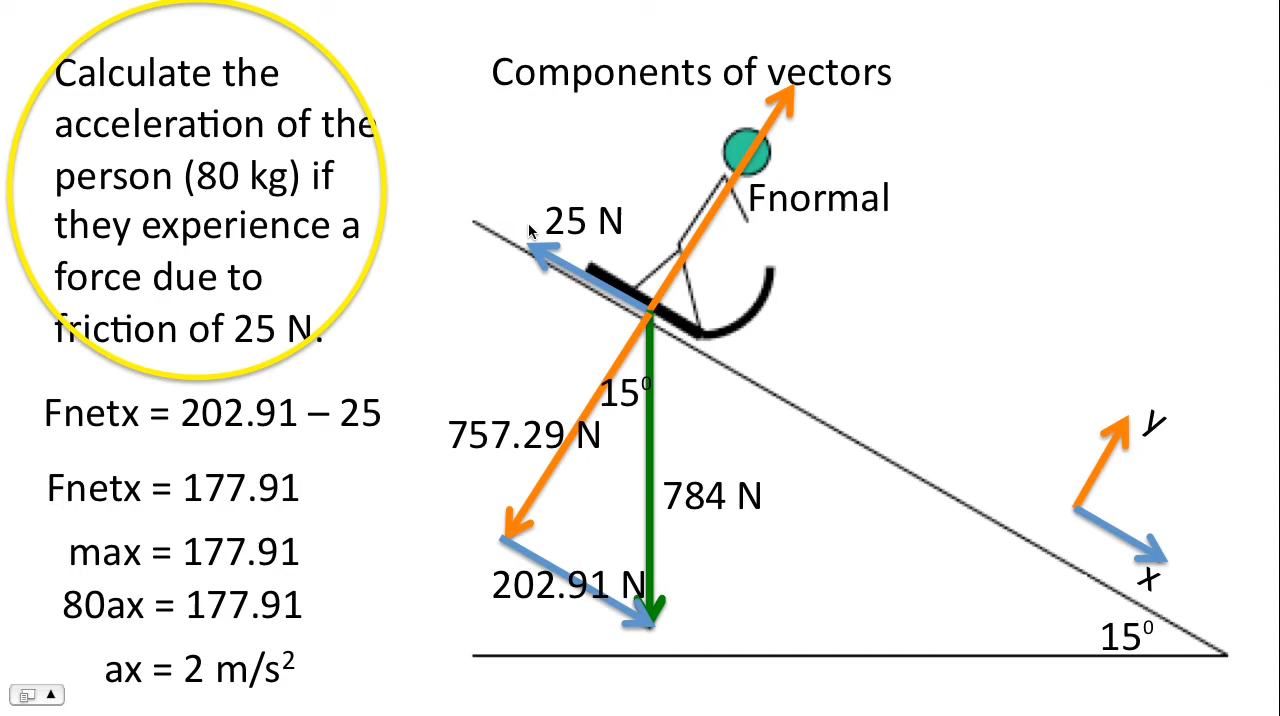 Calculate the
acceleration of the
person (80 kg) if
they experience a
force due to
friction of 25 N.
Fnetx = 202.91 – 25
Fnetx = 177.91
max = 177.91
80ax = 177.91
ax = 2 m/s²
Components of vectors
Fnormal
25 N
15⁰
757.29 N
784 N
202.91 N
y
x
15⁰